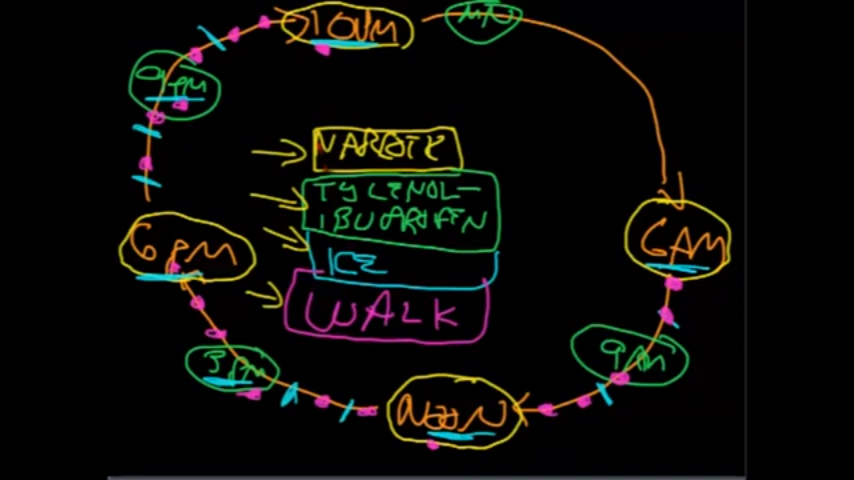 10PM
MN
9PM
NARCOTIC
TYLENOL-
IBUPROFEN
ICE
WALK
6PM
6AM
3PM
9AM
NOON